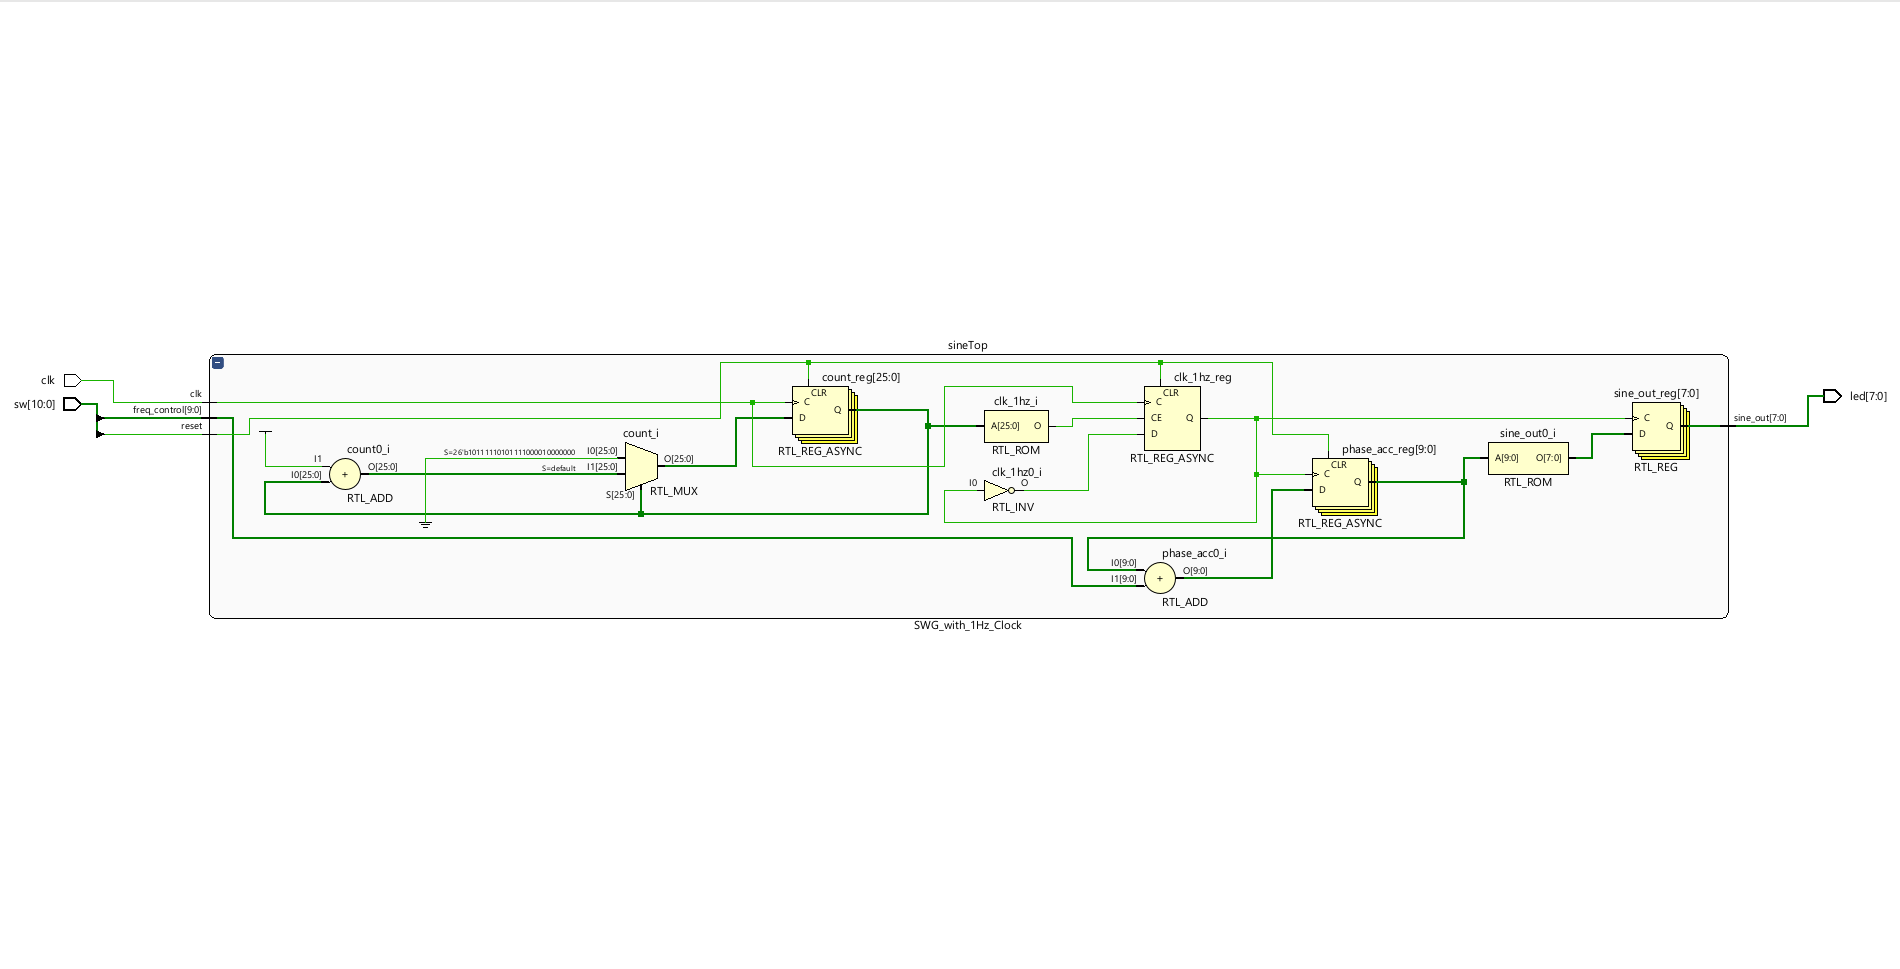 sineTop
clk
sw[10:0]
clk
freq_control[9:0]
reset
I1
I0[25:0]
count0_i
+
O[25:0]
RTL_ADD
S=26'b10111110101111000010000000
S=default
I0[25:0]
I1[25:0]
S[25:0]
count_i
O[25:0]
RTL_MUX
count_reg[25:0]
CLR
C
D
Q
RTL_REG_ASYNC
clk_1hz_i
A[25:0]
O
RTL_ROM
clk_1hz0_i
I0
O
RTL_INV
clk_1hz_reg
CLR
C
CE
D
Q
RTL_REG_ASYNC
phase_acc_reg[9:0]
CLR
C
D
Q
RTL_REG_ASYNC
phase_acc0_i
I0[9:0]
I1[9:0]
+
O[9:0]
RTL_ADD
sine_out0_i
A[9:0]
O[7:0]
RTL_ROM
sine_out_reg[7:0]
C
D
Q
RTL_REG
sine_out[7:0]
led[7:0]
SWG_with_1Hz_Clock